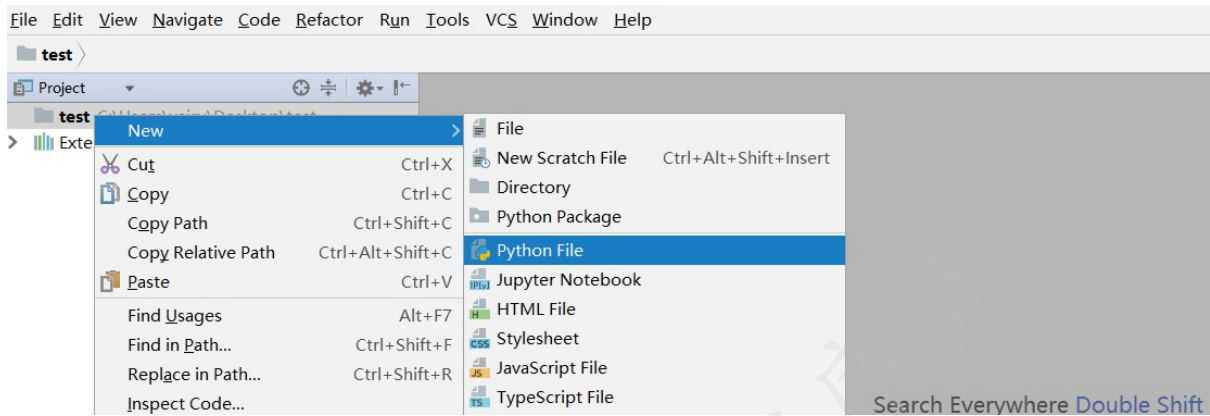 File Edit View Navigate Code Refactor Run Tools VCS Window Help
test
Project
test
Exte
New
Cut Ctrl+X
Copy Ctrl+C
Copy Path Ctrl+Shift+C
Copy Relative Path Ctrl+Alt+Shift+C
Paste Ctrl+V
Find Usages Alt+F7
Find in Path... Ctrl+Shift+F
Replace in Path... Ctrl+Shift+R
Inspect Code...
File
New Scratch File Ctrl+Alt+Shift+Insert
Directory
Python Package
Python File
Jupyter Notebook
HTML File
Stylesheet
JavaScript File
TypeScript File
Search Everywhere Double Shift